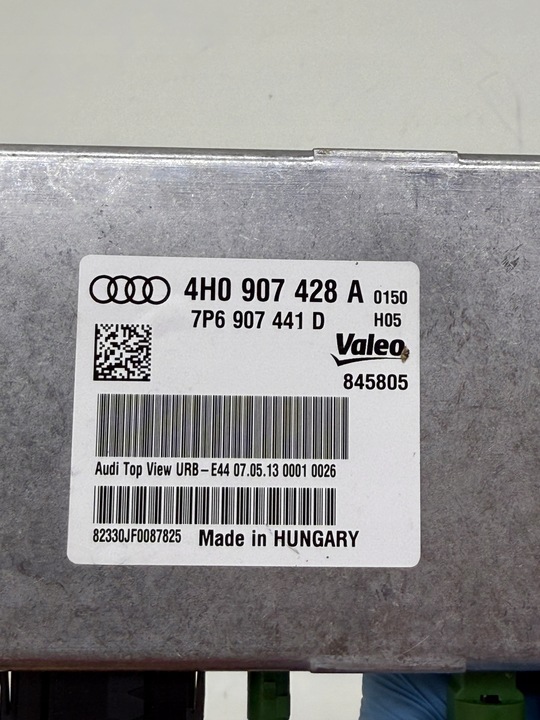 4H0 907 428 A 0150
7P6 907 441 D H05
Valeo
845805
Audi Top View URB-E44 07.05.13 0001 0026
82330JF0087825 Made in HUNGARY